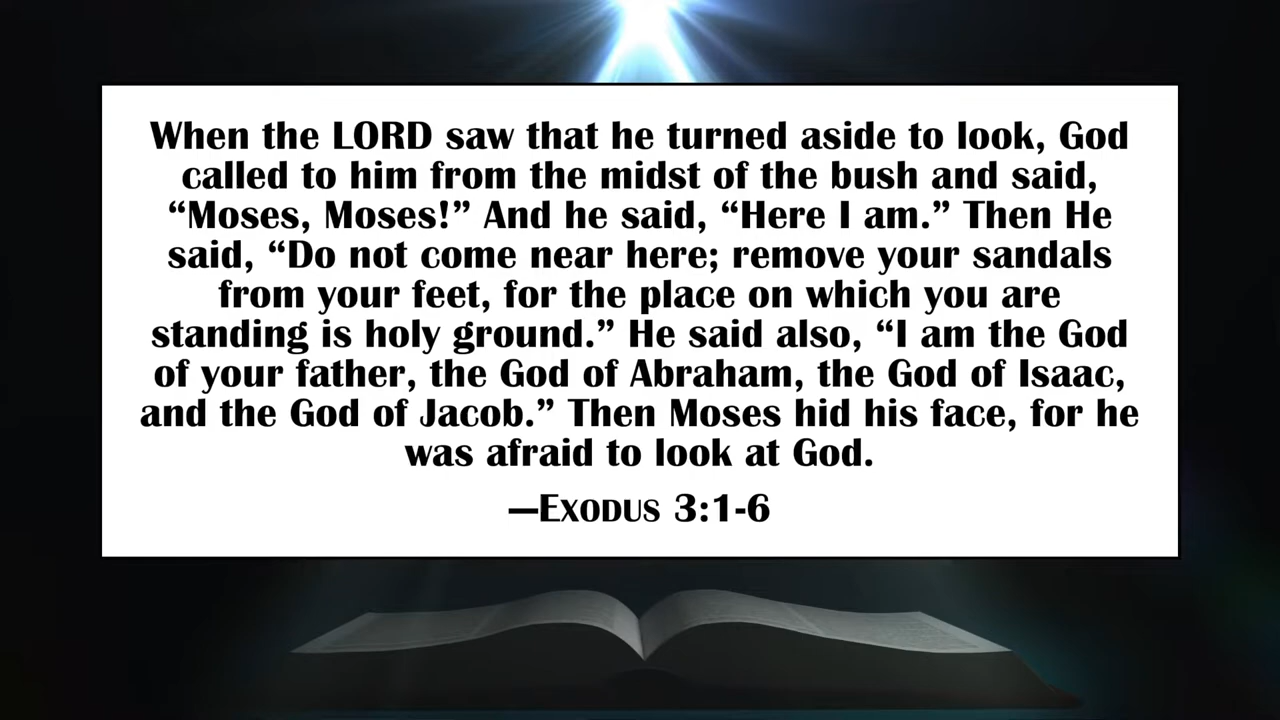 When the LORD saw that he turned aside to look, God
called to him from the midst of the bush and said,
“Moses, Moses!” And he said, “Here I am.” Then He
said, “Do not come near here; remove your sandals
from your feet, for the place on which you are
standing is holy ground.” He said also, “I am the God
of your father, the God of Abraham, the God of Isaac,
and the God of Jacob.” Then Moses hid his face, for he
was afraid to look at God.
—EXODUS 3:1-6